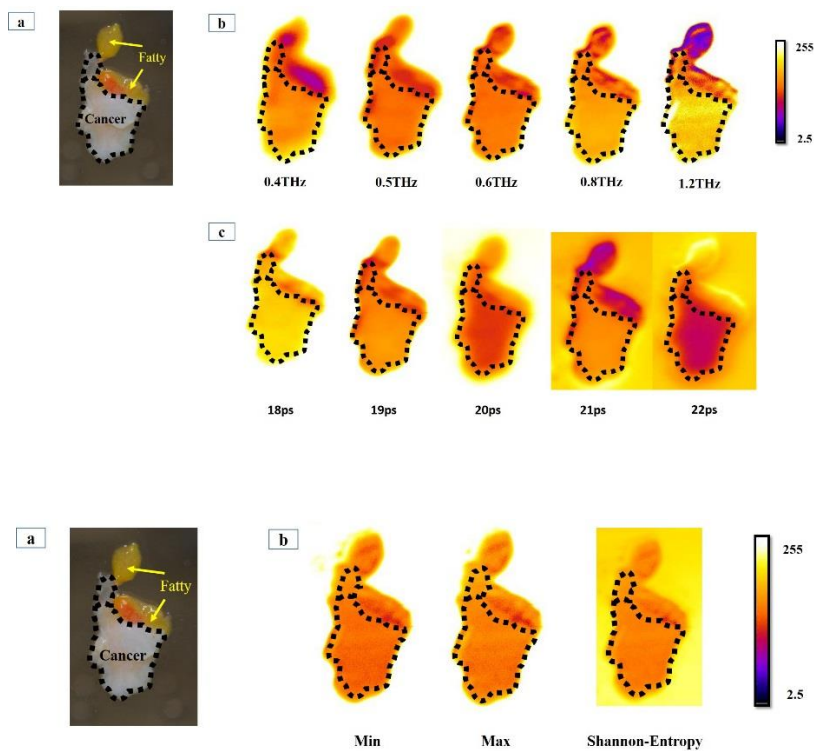 a
Fatty
Cancer
b
255
2.5
0.4THz
0.5THz
0.6THz
0.8THz
1.2THz
c
18ps
19ps
20ps
21ps
22ps
a
Fatty
Cancer
b
255
2.5
Min
Max
Shannon-Entropy